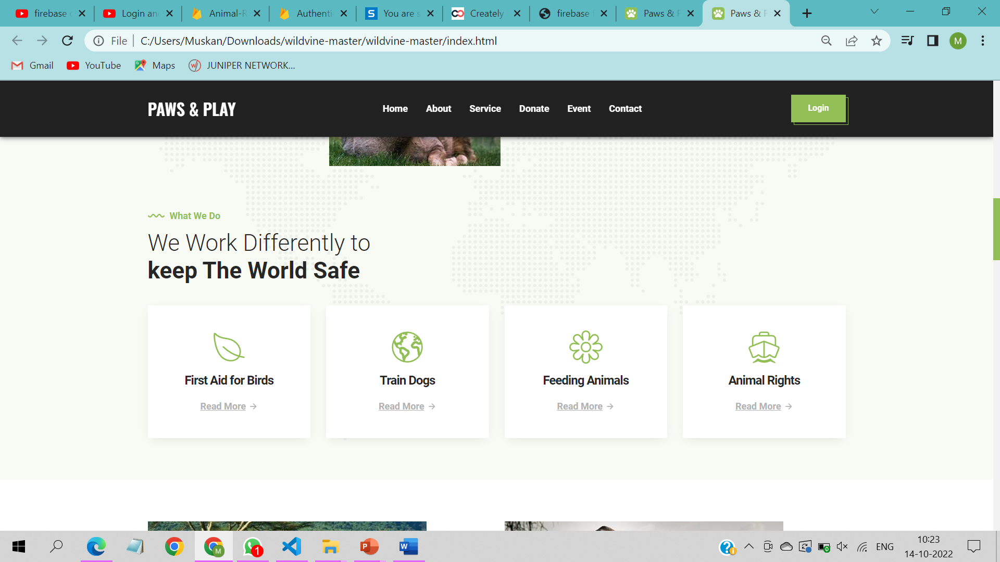 firebase
Login an
Animal-R
Authenti
You are s
Creately
firebase f
Paws & P
Paws & P
File
C:/Users/Muskan/Downloads/wildvine-master/wildvine-master/index.html
M
Gmail
YouTube
Maps
JUNIPER NETWORK...
PAWS & PLAY
Home
About
Service
Donate
Event
Contact
Login
What We Do
We Work Differently to
keep The World Safe
First Aid for Birds
Read More
Train Dogs
Read More
Feeding Animals
Read More
Animal Rights
Read More
M
1
P
W
ENG
10:23
14-10-2022